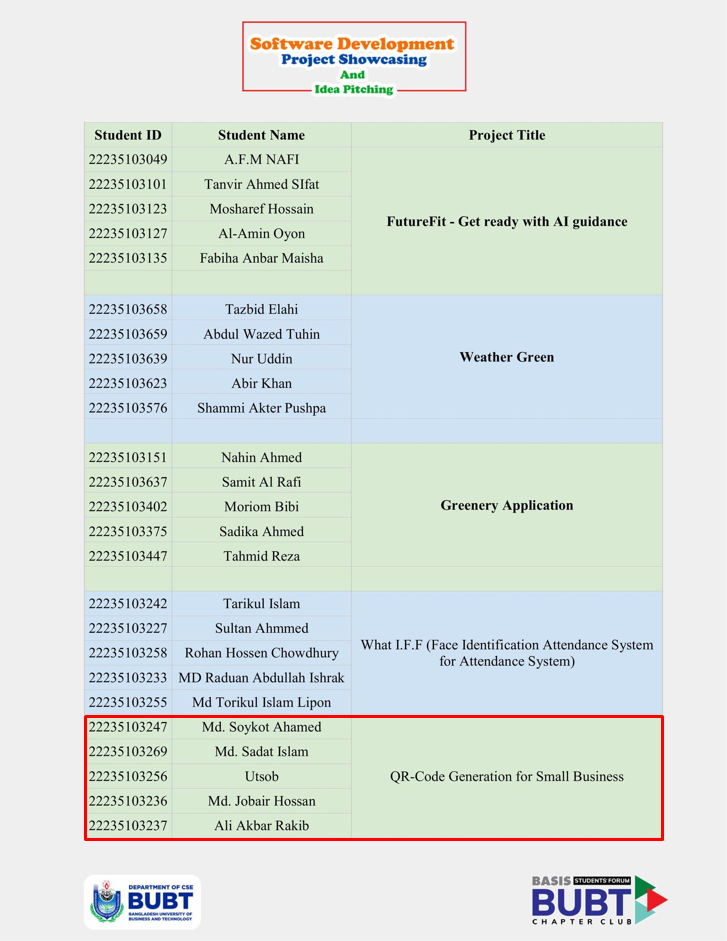 Software Development
Project Showcasing
And
Idea Pitching
Student ID Student Name Project Title
22235103049 A.F.M NAFI
22235103101 Tanvir Ahmed SIfat
22235103123 Mosharef Hossain
FutureFit - Get ready with AI guidance
22235103127 Al-Amin Oyon
22235103135 Fabiha Anbar Maisha
22235103658 Tazbid Elahi
22235103659 Abdul Wazed Tuhin
22235103639 Nur Uddin Weather Green
22235103623 Abir Khan
22235103576 Shammi Akter Pushpa
22235103151 Nahin Ahmed
22235103637 Samit Al Rafi
22235103402 Moriom Bibi Greenery Application
22235103375 Sadika Ahmed
22235103447 Tahmid Reza
22235103242 Tarikul Islam
22235103227 Sultan Ahmmed
22235103258 Rohan Hossen Chowdhury
What I.F.F (Face Identification Attendance System
for Attendance System)
22235103233 MD Raduan Abdullah Ishrak
22235103255 Md Torikul Islam Lipon
22235103247 Md. Soykot Ahamed
22235103269 Md. Sadat Islam
22235103256 Utsob QR-Code Generation for Small Business
22235103236 Md. Jobair Hossan
22235103237 Ali Akbar Rakib
DEPARTMENT OF CSE
BUBT
BANGLADESH UNIVERSITY OF
BUSINESS AND TECHNOLOGY
BASIS STUDENTS' FORUM
BUBT
CHAPTER CLUB